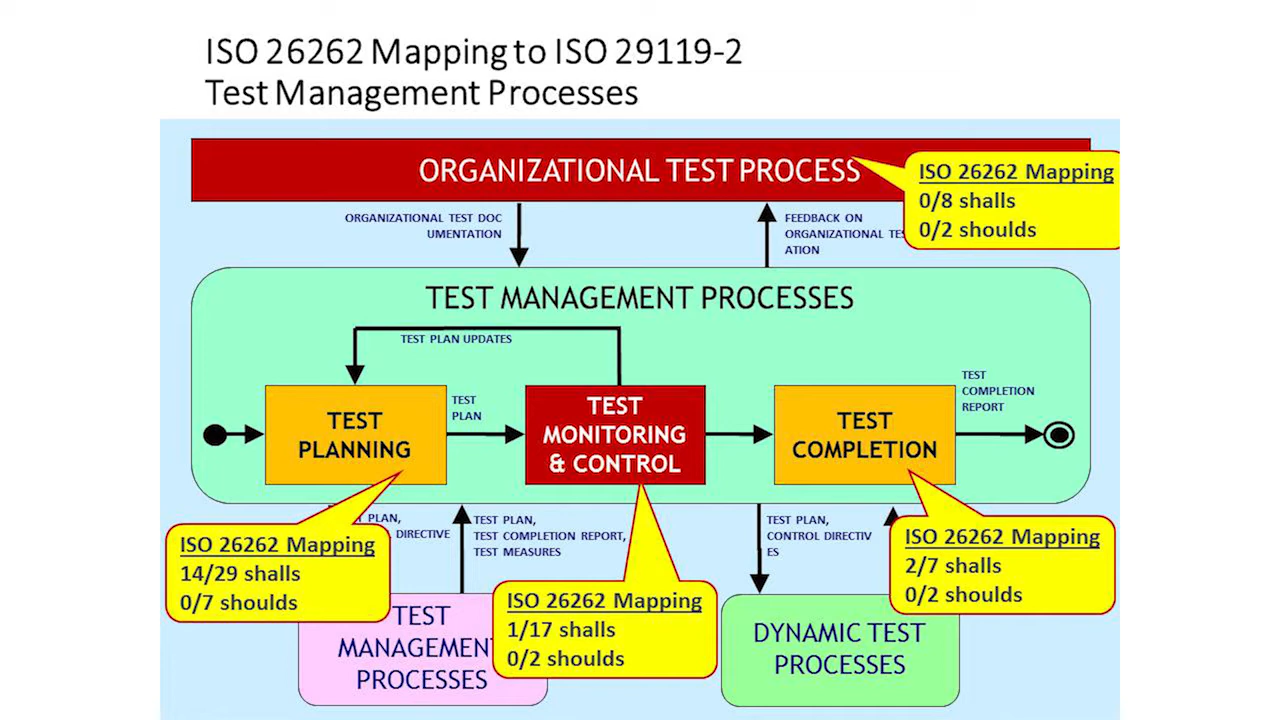 ISO 26262 Mapping to ISO 29119-2
Test Management Processes
ORGANIZATIONAL TEST PROCESS
ISO 26262 Mapping
0/8 shalls
0/2 shoulds
ORGANIZATIONAL TEST DOC
UMENTATION
FEEDBACK ON
ORGANIZATIONAL
ATION
TEST MANAGEMENT PROCESSES
TEST PLAN UPDATES
TEST
PLANNING
TEST
PLAN
TEST
MONITORING
& CONTROL
TEST
COMPLETION
TEST
COMPLETION
REPORT
PLAN,
DIRECTIVE
ISO 26262 Mapping
14/29 shalls
0/7 shoulds
TEST PLAN,
TEST COMPLETION REPORT,
TEST MEASURES
ISO 26262 Mapping
1/17 shalls
0/2 shoulds
TEST PLAN,
CONTROL DIRECTIV
ES
ISO 26262 Mapping
2/7 shalls
0/2 shoulds
TEST
MANAGEMEN
PROCESSES
DYNAMIC TEST
PROCESSES